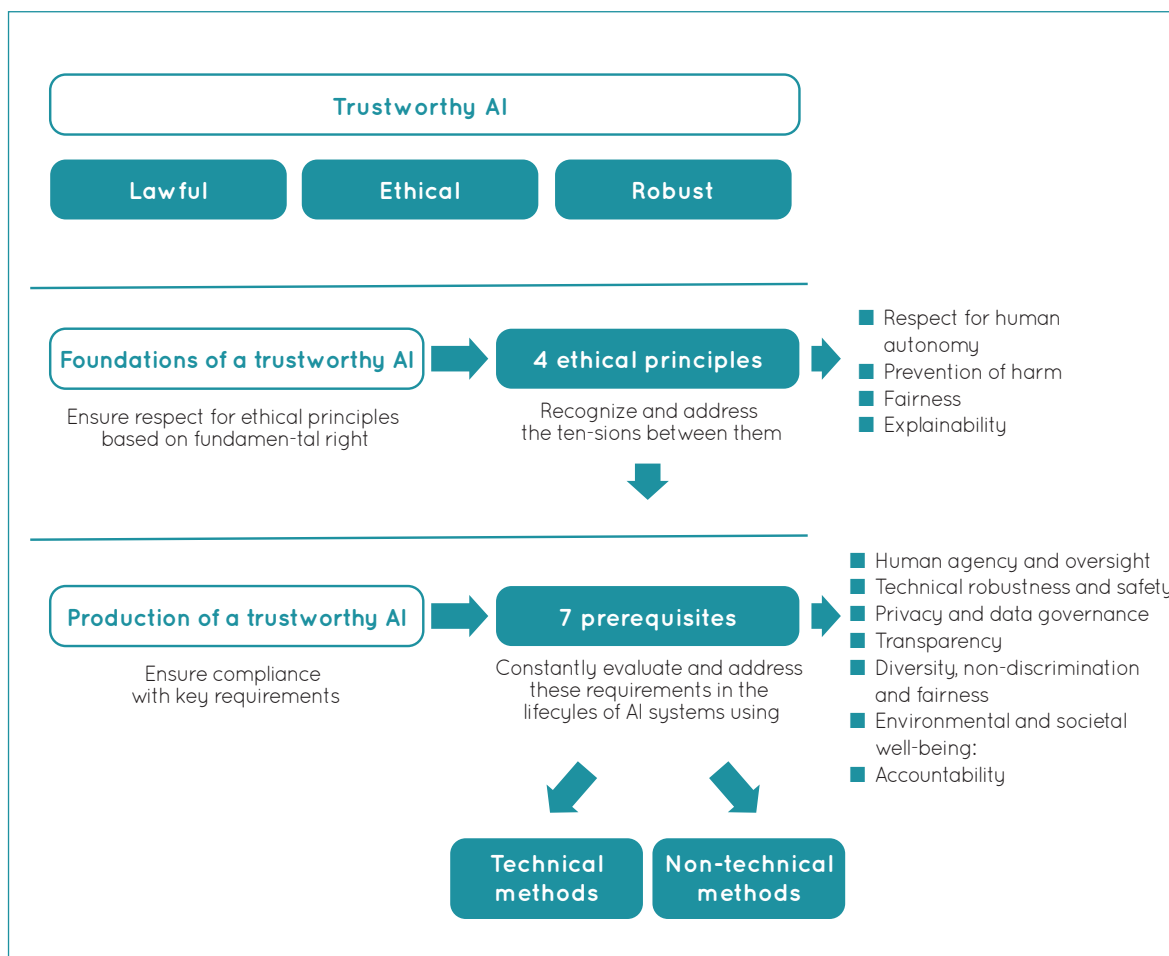 Trustworthy AI
Lawful
Ethical
Robust
Foundations of a trustworthy AI
Ensure respect for ethical principles
based on fundamen-tal right
4 ethical principles
Recognize and address
the ten-sions between them
Respect for human
autonomy
Prevention of harm
Fairness
Explainability
Production of a trustworthy AI
Ensure compliance
with key requirements
7 prerequisites
Constantly evaluate and address
these requirements in the
lifecyles of AI systems using
Human agency and oversight
Technical robustness and safety
Privacy and data governance
Transparency
Diversity, non-discrimination
and fairness
Environmental and societal
well-being:
Accountability
Technical
methods
Non-technical
methods